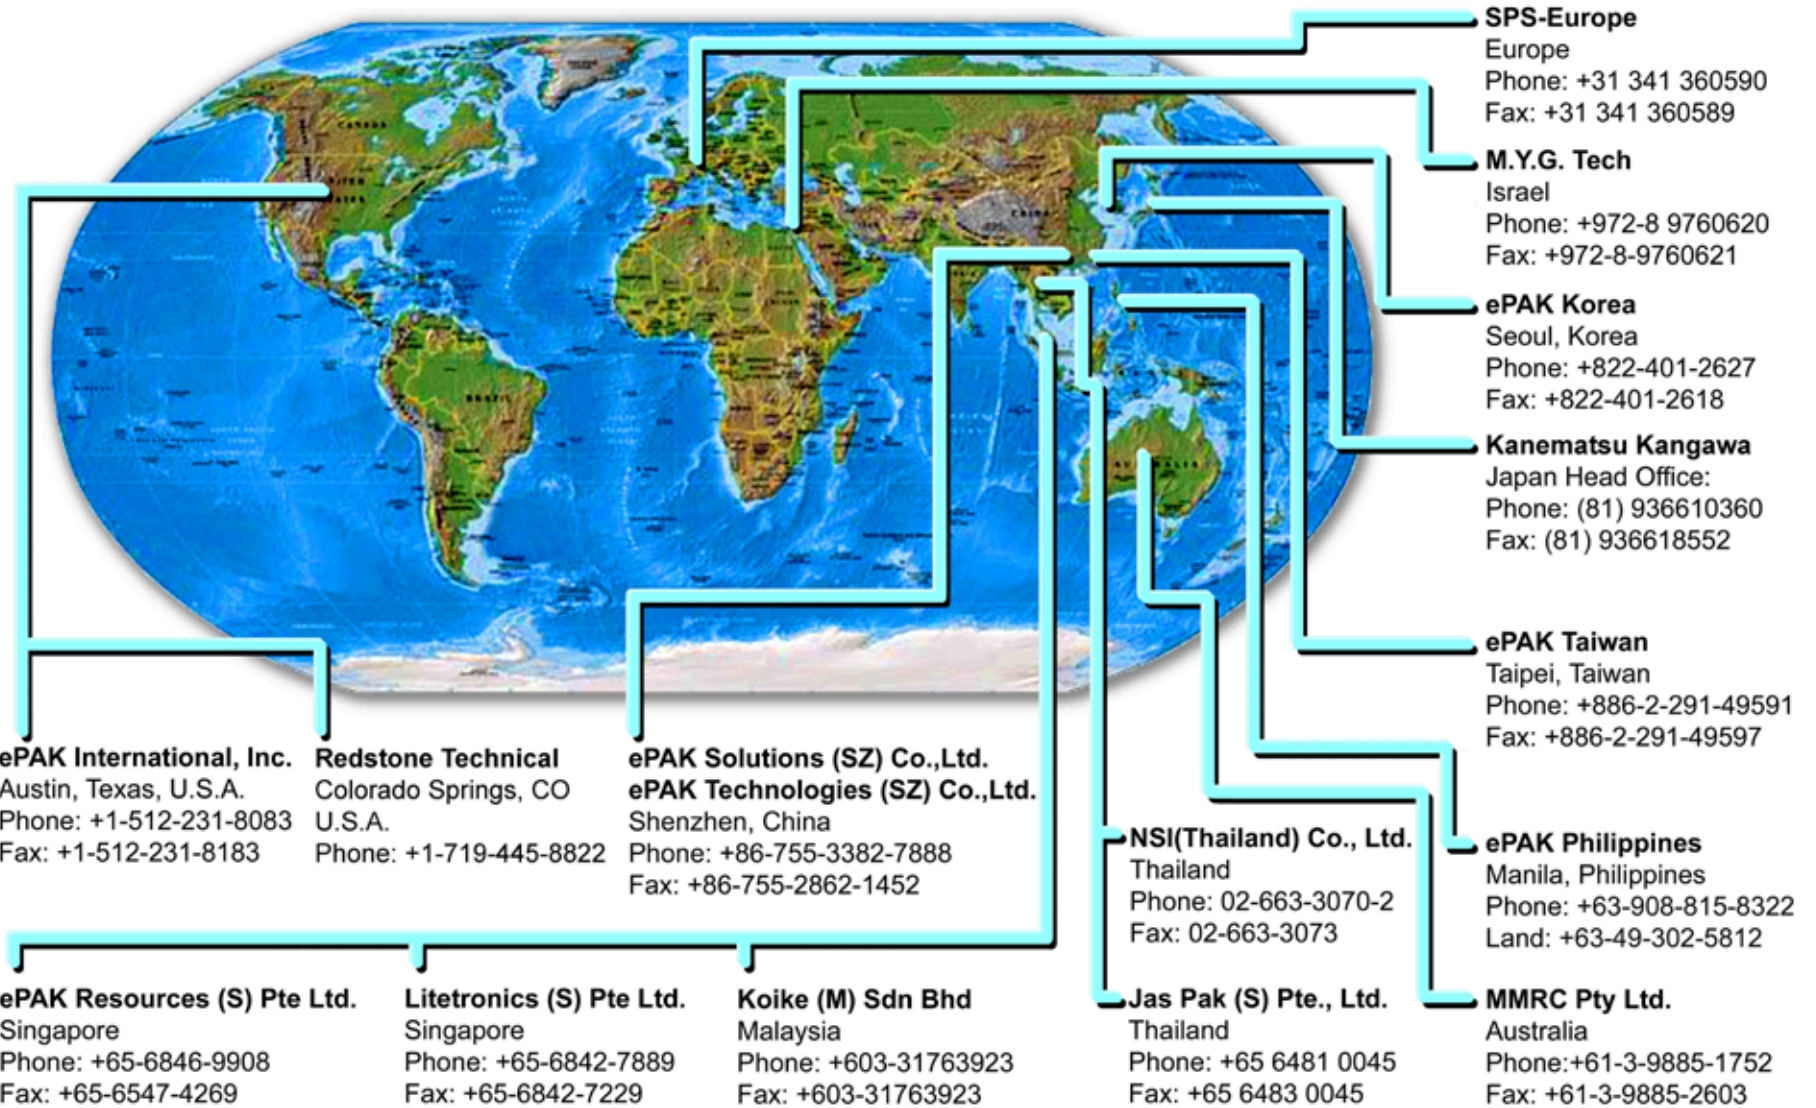 SPS-Europe
Europe
Phone: +31 341 360590
Fax: +31 341 360589
M.Y.G. Tech
Israel
Phone: +972-8 9760620
Fax: +972-8-9760621
ePAK Korea
Seoul, Korea
Phone: +822-401-2627
Fax: +822-401-2618
Kanematsu Kangawa
Japan Head Office:
Phone: (81) 936610360
Fax: (81) 936618552
ePAK Taiwan
Taipei, Taiwan
Phone: +886-2-291-49591
Fax: +886-2-291-49597
CANADA
CHINA
BRAZIL
ePAK International, Inc.
Austin, Texas, U.S.A.
Phone: +1-512-231-8083
Fax: +1-512-231-8183
Redstone Technical
Colorado Springs, CO
U.S.A.
Phone: +1-719-445-8822
ePAK Solutions (SZ) Co.,Ltd.
ePAK Technologies (SZ) Co.,Ltd.
Shenzhen, China
Phone: +86-755-3382-7888
Fax: +86-755-2862-1452
NSI(Thailand) Co., Ltd.
Thailand
Phone: 02-663-3070-2
Fax: 02-663-3073
ePAK Philippines
Manila, Philippines
Phone: +63-908-815-8322
Land: +63-49-302-5812
ePAK Resources (S) Pte Ltd.
Singapore
Phone: +65-6846-9908
Fax: +65-6547-4269
Litetronics (S) Pte Ltd.
Singapore
Phone: +65-6842-7889
Fax: +65-6842-7229
Koike (M) Sdn Bhd
Malaysia
Phone: +603-31763923
Fax: +603-31763923
Jas Pak (S) Pte., Ltd.
Thailand
Phone: +65 6481 0045
Fax: +65 6483 0045
MMRC Pty Ltd.
Australia
Phone:+61-3-9885-1752
Fax: +61-3-9885-2603